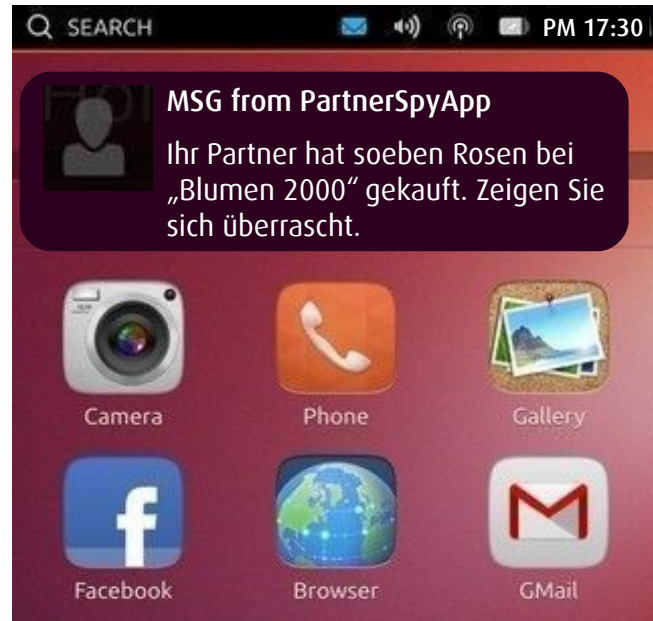 SEARCH PM 17:30
MSG from PartnerSpyApp
Ihr Partner hat soeben Rosen bei
„Blumen 2000“ gekauft. Zeigen Sie
sich überrascht.
Camera Phone Gallery
Facebook Browser GMail